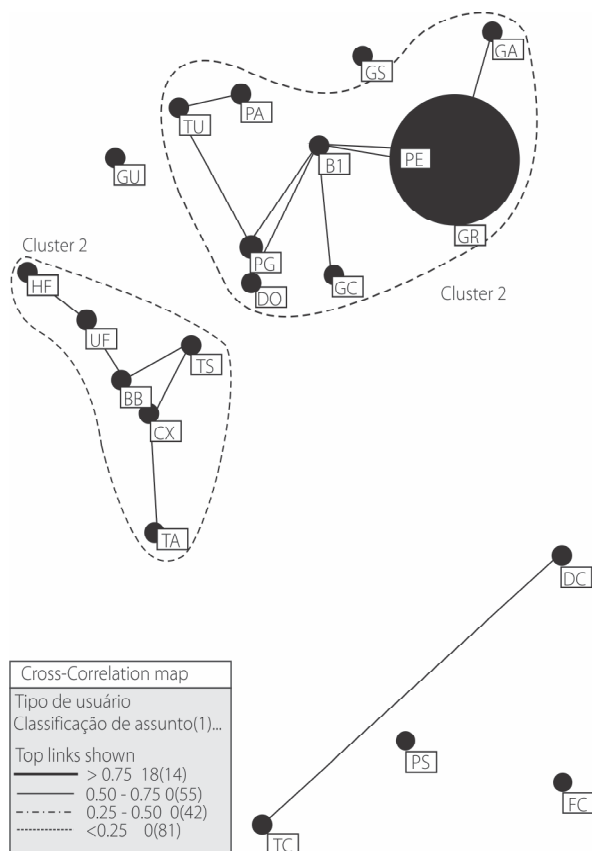 GA
GS
PA
TU
B1
PE
GU
GR
PG
Cluster 2
DO
GC
Cluster 2
HF
UF
TS
BB
CX
TA
DC
Cross-Correlation map
Tipo de usuário
Classificação de assunto(1)...
Top links shown
> 0.75 18(14)
0.50 - 0.75 0(55)
0.25 - 0.50 0(42)
<0.25 0(81)
PS
FC
TC